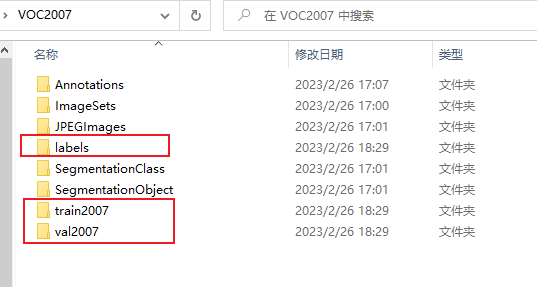 VOC2007
在 VOC2007 中搜索
名称 修改日期 类型
Annotations 2023/2/26 17:07 文件夹
ImageSets 2023/2/26 17:00 文件夹
JPEGImages 2023/2/26 17:01 文件夹
labels 2023/2/26 18:29 文件夹
SegmentationClass 2023/2/26 17:01 文件夹
SegmentationObject 2023/2/26 17:01 文件夹
train2007 2023/2/26 18:29 文件夹
val2007 2023/2/26 18:29 文件夹